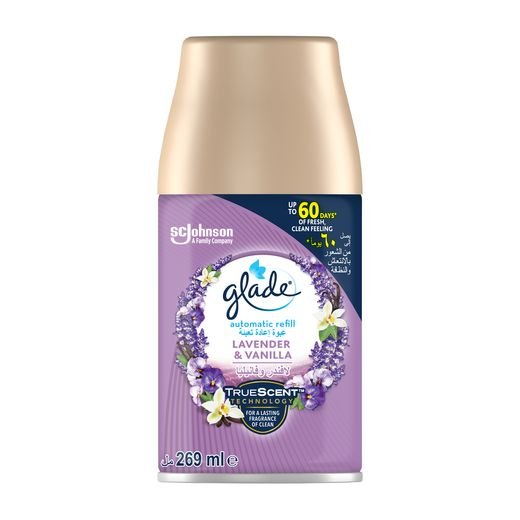 SC Johnson
A Family Company
UP TO 60 DAYS*
OF FRESH,
CLEAN FEELING
يصل
إلى ٦٠ يوما*
من الشعور
بالانتعاش
والنظافة
glade
automatic refill
عبوة إعادة تعبئة
LAVENDER
& VANILLA
لافندر وڤانيليا
TRUESCENT™
TECHNOLOGY
FOR A LASTING
FRAGRANCE
OF CLEAN
269 ml ℮ مل